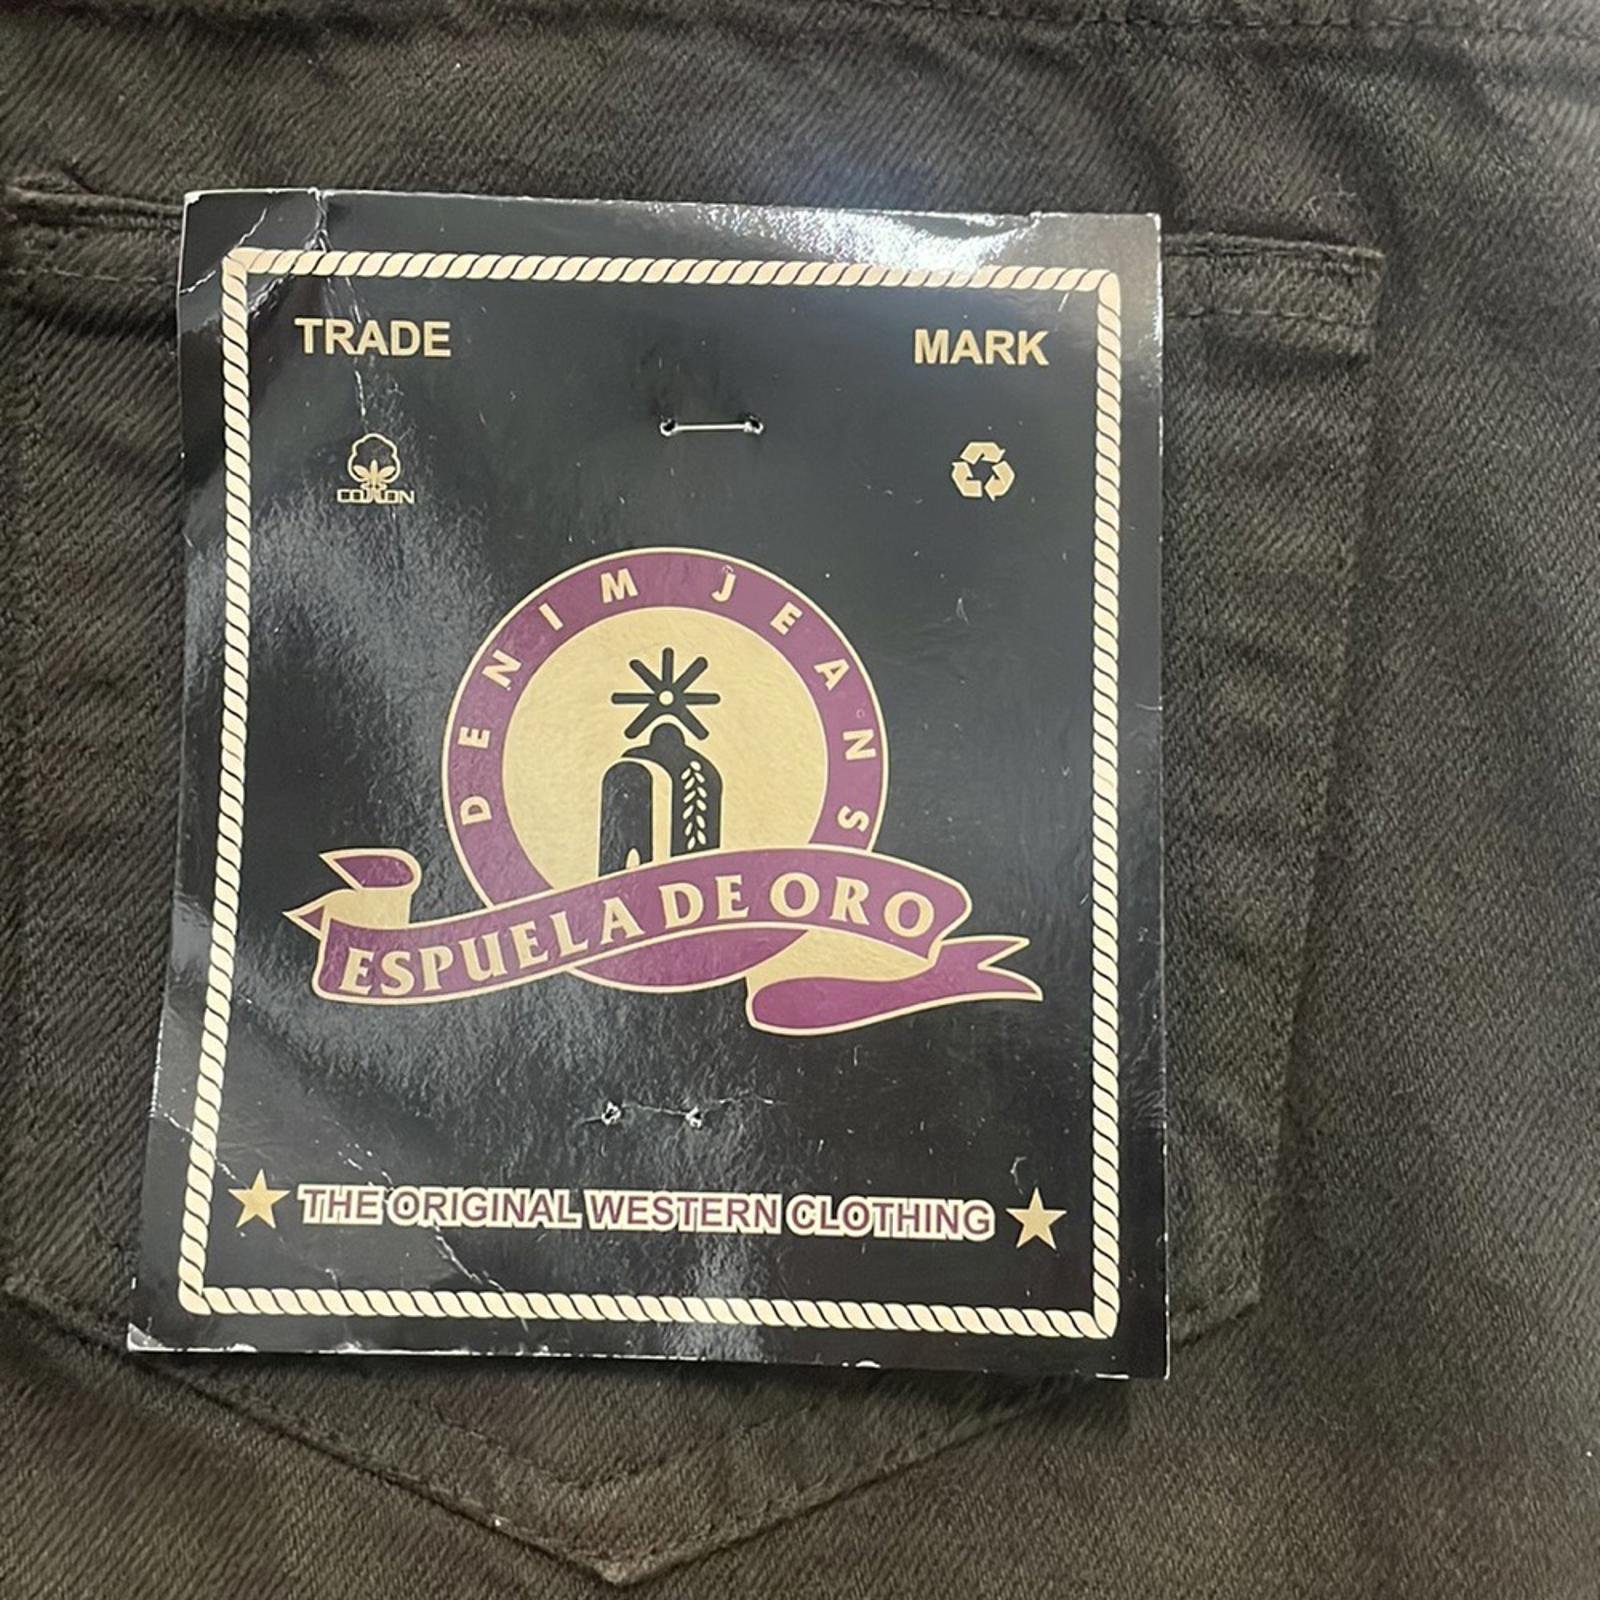 TRADE MARK
COTTON
DENIM JEANS
ESPUELA DE ORO
THE ORIGINAL WESTERN CLOTHING